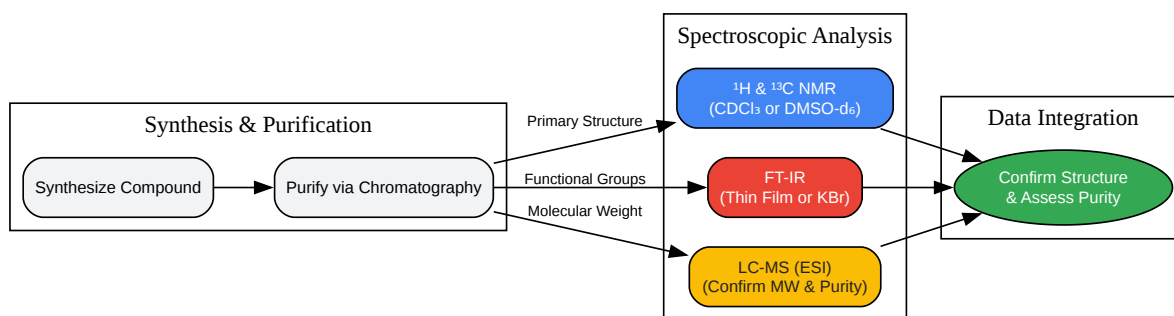 Synthesis & Purification
Synthesize Compound
Purify via Chromatography
Primary Structure
Functional Groups
Molecular Weight
Spectroscopic Analysis
¹H & ¹³C NMR
(CDCl₃ or DMSO-d₆)
FT-IR
(Thin Film or KBr)
LC-MS (ESI)
(Confirm MW & Purity)
Data Integration
Confirm Structure
& Assess Purity